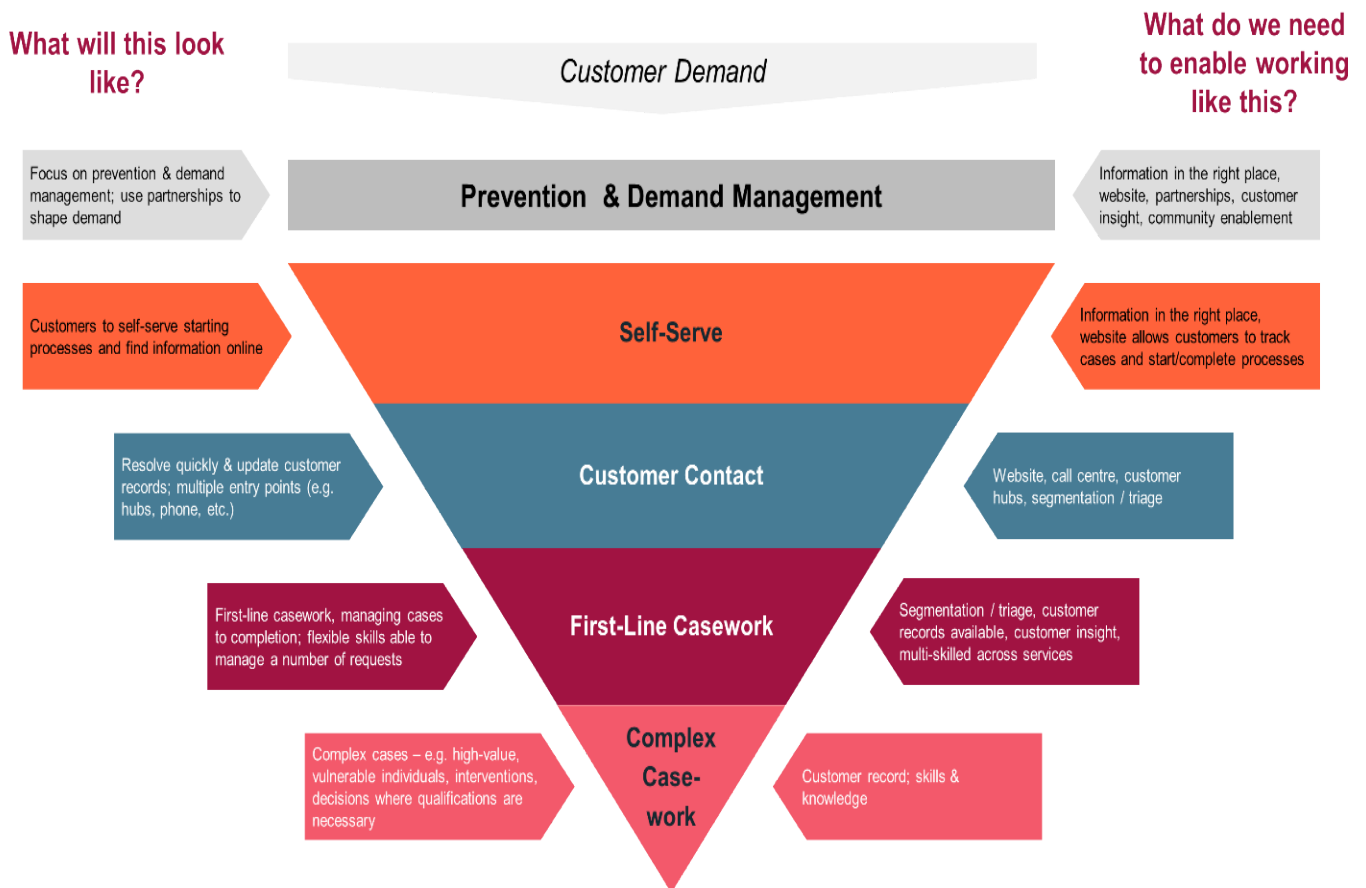 What will this look
like?
Customer Demand
What do we need
to enable working
like this?
Focus on prevention & demand
management; use partnerships to
shape demand
Prevention & Demand Management
Information in the right place,
website, partnerships, customer
insight, community enablement
Customers to self-serve starting
processes and find information online
Self-Serve
Information in the right place,
website allows customers to track
cases and start/complete processes
Resolve quickly & update customer
records; multiple entry points (e.g.
hubs, phone, etc.)
Customer Contact
Website, call centre, customer
hubs, segmentation / triage
First-line casework, managing cases
to completion; flexible skills able to
manage a number of requests
First-Line Casework
Segmentation / triage, customer
records available, customer insight,
multi-skilled across services
Complex cases – e.g. high-value,
vulnerable individuals, interventions,
decisions where qualifications are
necessary
Complex
Case-
work
Customer record; skills &
knowledge